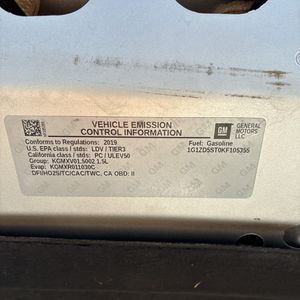 VEHICLE EMISSION
CONTROL INFORMATION
GM
GENERAL
MOTORS
LLC
Conforms to Regulations: 2019
U.S. EPA class / stds: LDV / TIER3
California class / stds: PC / ULEV50
Group: KGMXV01.5002 1.5L
Evap: KGMXR011030C
DFI/HO2S/TC/CAC/TWC, CA OBD: II
Fuel: Gasoline
1G1ZD5ST0KF105355